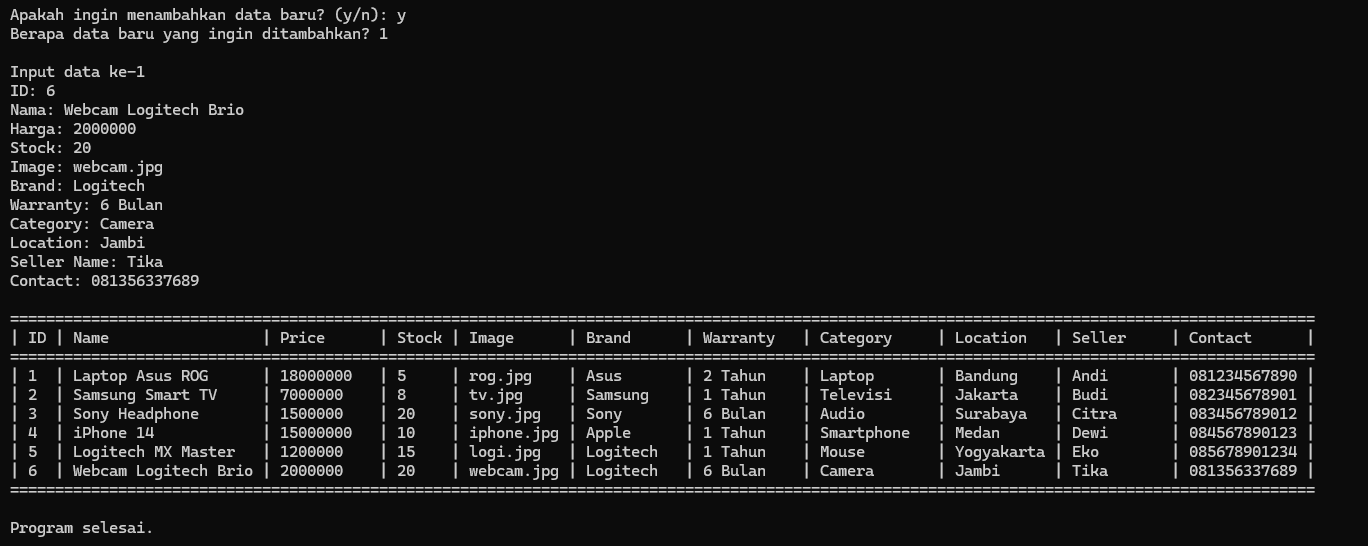 Apakah ingin menambahkan data baru? (y/n): y
Berapa data baru yang ingin ditambahkan? 1
Input data ke-1
ID: 6
Nama: Webcam Logitech Brio
Harga: 2000000
Stock: 20
Image: webcam.jpg
Brand: Logitech
Warranty: 6 Bulan
Category: Camera
Location: Jambi
Seller Name: Tika
Contact: 081356337689
=================================================================================================================================================
| ID | Name                 | Price      | Stock | Image      | Brand      | Warranty   | Category    | Location   | Seller     | Contact      |
=================================================================================================================================================
| 1  | Laptop Asus ROG      | 18000000   | 5     | rog.jpg    | Asus       | 2 Tahun    | Laptop      | Bandung    | Andi       | 081234567890 |
| 2  | Samsung Smart TV     | 7000000    | 8     | tv.jpg     | Samsung    | 1 Tahun    | Televisi    | Jakarta    | Budi       | 082345678901 |
| 3  | Sony Headphone       | 1500000    | 20    | sony.jpg   | Sony       | 6 Bulan    | Audio       | Surabaya   | Citra      | 083456789012 |
| 4  | iPhone 14            | 15000000   | 10    | iphone.jpg | Apple      | 1 Tahun    | Smartphone  | Medan      | Dewi       | 084567890123 |
| 5  | Logitech MX Master   | 1200000    | 15    | logi.jpg   | Logitech   | 1 Tahun    | Mouse       | Yogyakarta | Eko        | 085678901234 |
| 6  | Webcam Logitech Brio | 2000000    | 20    | webcam.jpg | Logitech   | 6 Bulan    | Camera      | Jambi      | Tika       | 081356337689 |
=================================================================================================================================================
Program selesai.